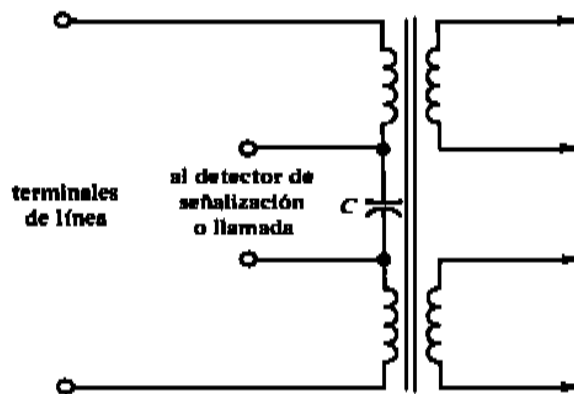 terminales
de línea
al detector de
señalización
o llamada
C